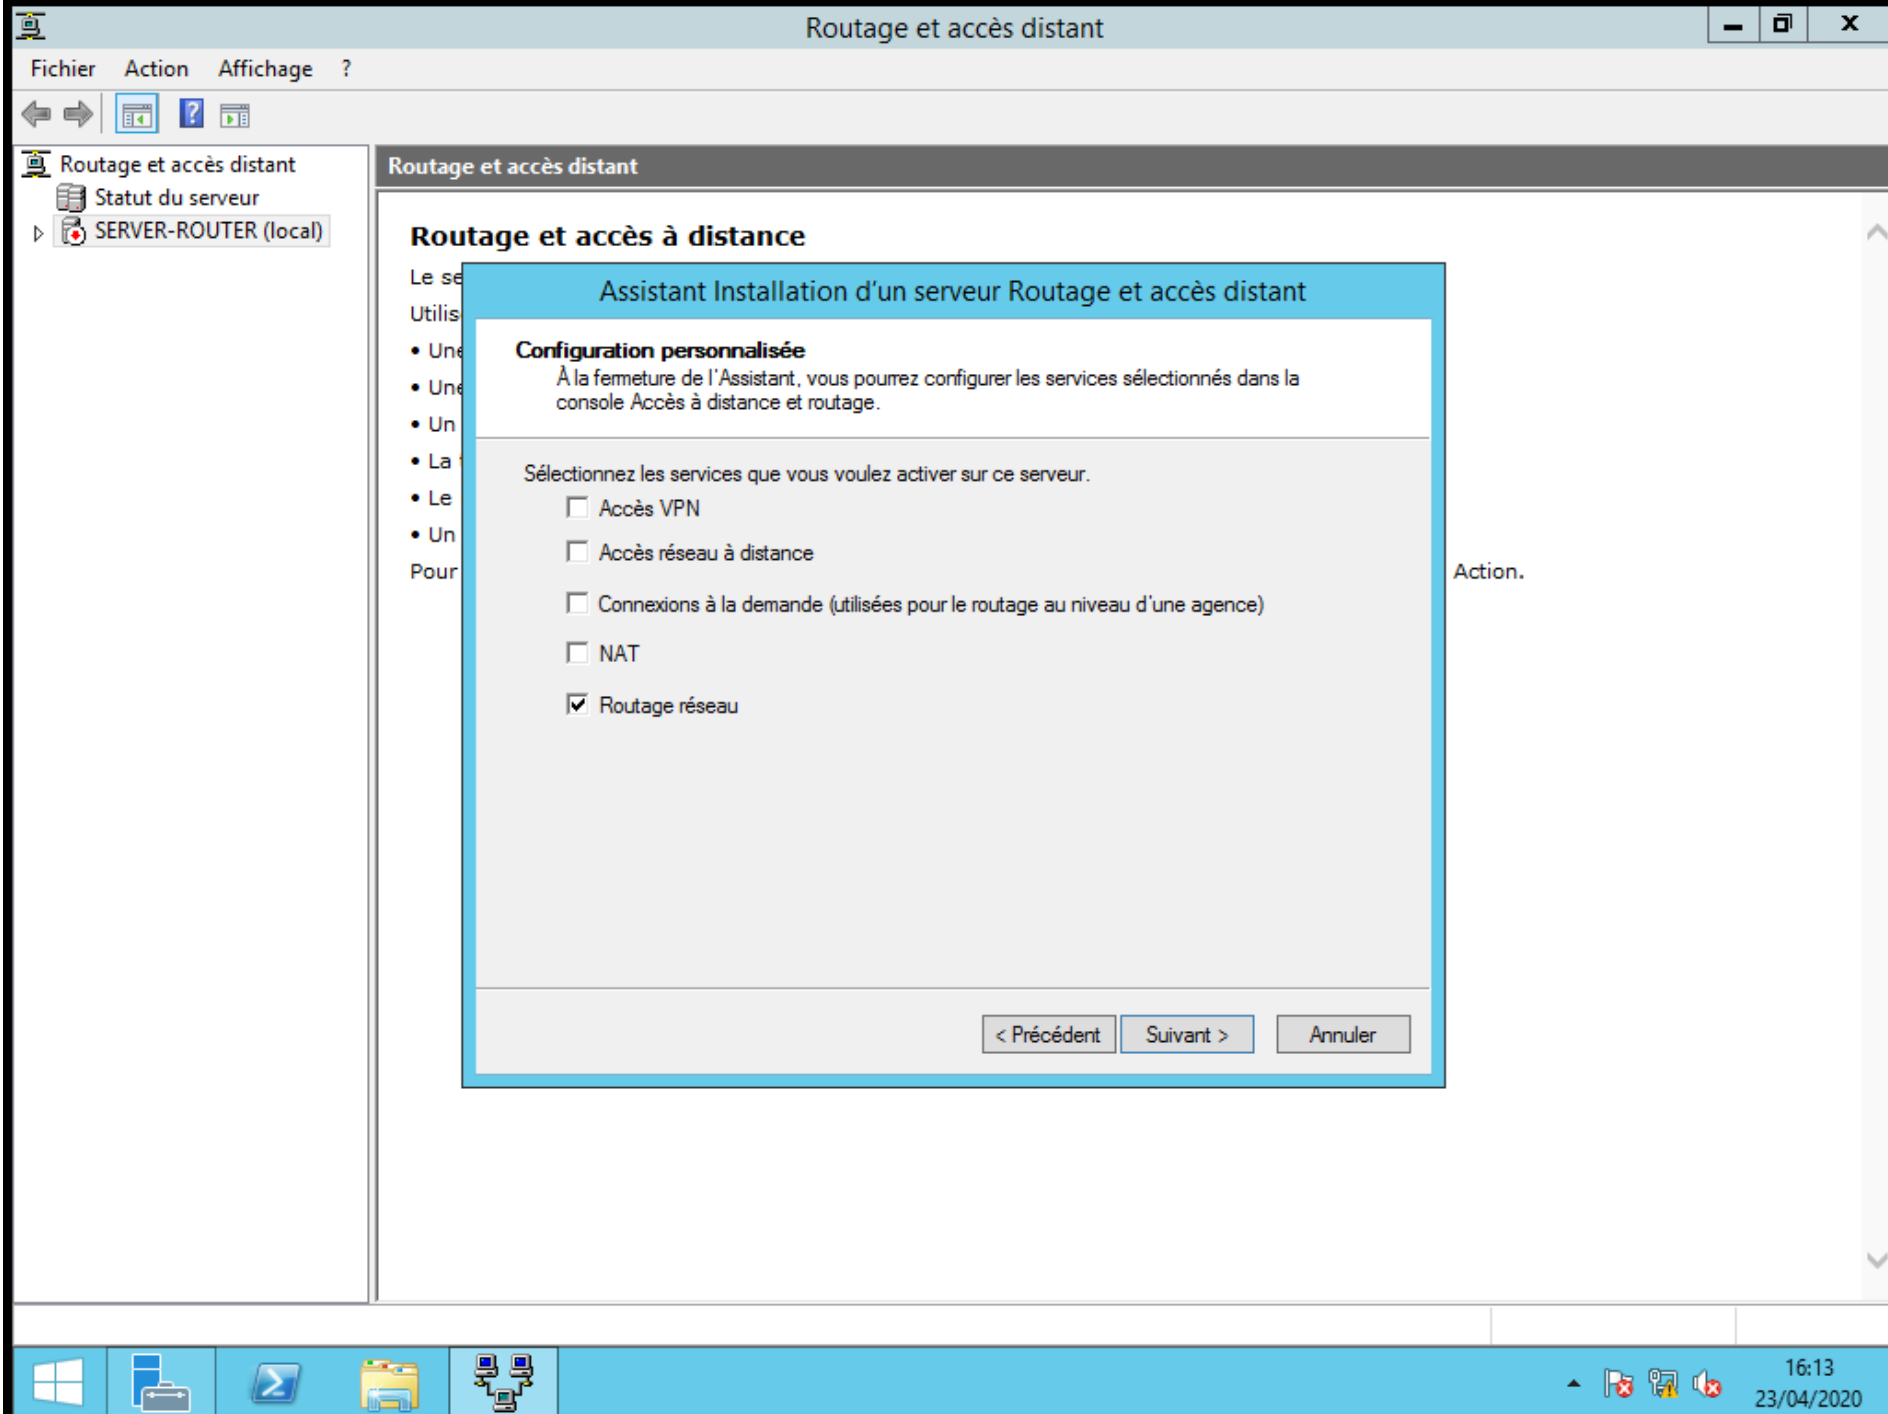 Routage et accès distant
Fichier Action Affichage ?
Routage et accès distant
Statut du serveur
SERVER-ROUTER (local)
Routage et accès distant
Routage et accès à distance
Le se
Utilis
• Une
• Une
• Un
• La
• Le
• Un
Pour
Action.
Assistant Installation d'un serveur Routage et accès distant
Configuration personnalisée
À la fermeture de l'Assistant, vous pourrez configurer les services sélectionnés dans la
console Accès à distance et routage.
Sélectionnez les services que vous voulez activer sur ce serveur.
Accès VPN
Accès réseau à distance
Connexions à la demande (utilisées pour le routage au niveau d'une agence)
NAT
Routage réseau
< Précédent
Suivant >
Annuler
16:13
23/04/2020